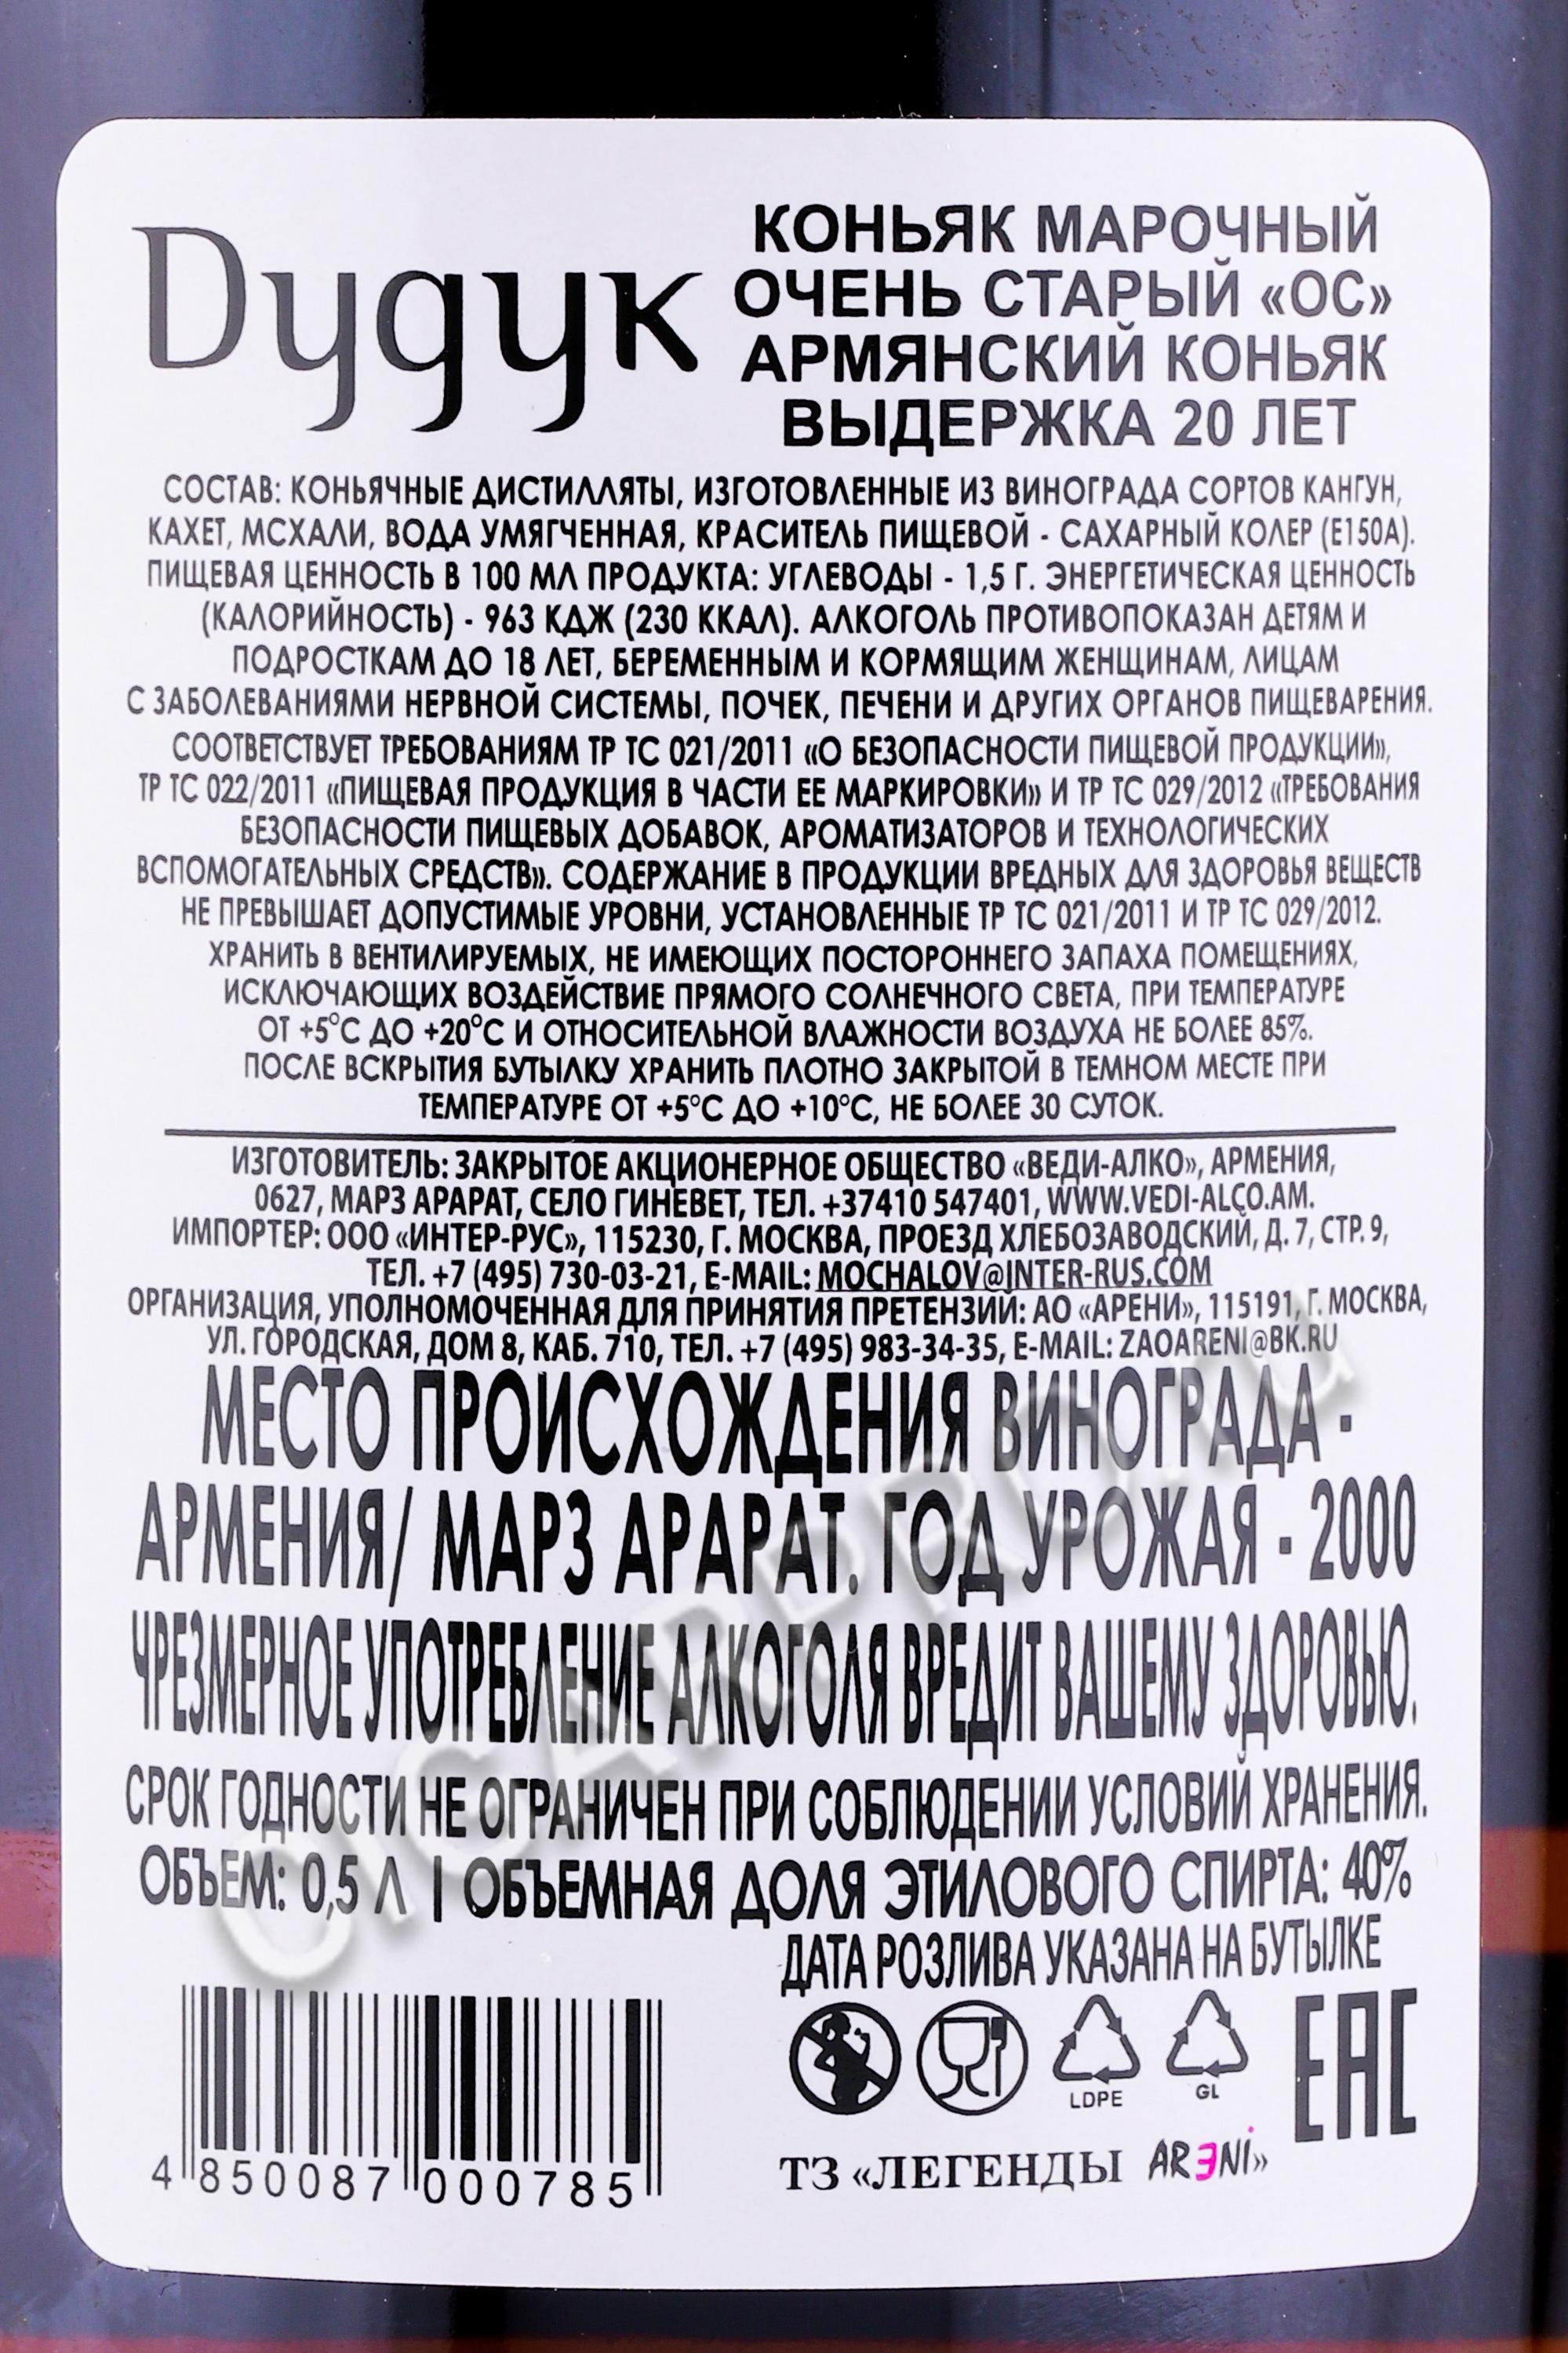 Дудук
КОНЬЯК МАРОЧНЫЙ
ОЧЕНЬ СТАРЫЙ «ОС»
АРМЯНСКИЙ КОНЬЯК
ВЫДЕРЖКА 20 ЛЕТ
СОСТАВ: КОНЬЯЧНЫЕ ДИСТИЛЛЯТЫ, ИЗГОТОВЛЕННЫЕ ИЗ ВИНОГРАДА СОРТОВ КАНГУН,
КАХЕТ, МСХАЛИ, ВОДА УМЯГЧЕННАЯ, КРАСИТЕЛЬ ПИЩЕВОЙ - САХАРНЫЙ КОЛЕР (Е150А).
ПИЩЕВАЯ ЦЕННОСТЬ В 100 МЛ ПРОДУКТА: УГЛЕВОДЫ - 1,5 Г. ЭНЕРГЕТИЧЕСКАЯ ЦЕННОСТЬ
(КАЛОРИЙНОСТЬ) - 963 КДЖ (230 ККАЛ). АЛКОГОЛЬ ПРОТИВОПОКАЗАН ДЕТЯМ И
ПОДРОСТКАМ ДО 18 ЛЕТ, БЕРЕМЕННЫМ И КОРМЯЩИМ ЖЕНЩИНАМ, ЛИЦАМ
С ЗАБОЛЕВАНИЯМИ НЕРВНОЙ СИСТЕМЫ, ПОЧЕК, ПЕЧЕНИ И ДРУГИХ ОРГАНОВ ПИЩЕВАРЕНИЯ.
СООТВЕТСТВУЕТ ТРЕБОВАНИЯМ ТР ТС 021/2011 «О БЕЗОПАСНОСТИ ПИЩЕВОЙ ПРОДУКЦИИ»,
ТР ТС 022/2011 «ПИЩЕВАЯ ПРОДУКЦИЯ В ЧАСТИ ЕЕ МАРКИРОВКИ» И ТР ТС 029/2012 «ТРЕБОВАНИЯ
БЕЗОПАСНОСТИ ПИЩЕВЫХ ДОБАВОК, АРОМАТИЗАТОРОВ И ТЕХНОЛОГИЧЕСКИХ
ВСПОМОГАТЕЛЬНЫХ СРЕДСТВ». СОДЕРЖАНИЕ В ПРОДУКЦИИ ВРЕДНЫХ ДЛЯ ЗДОРОВЬЯ ВЕЩЕСТВ
НЕ ПРЕВЫШАЕТ ДОПУСТИМЫЕ УРОВНИ, УСТАНОВЛЕННЫЕ ТР ТС 021/2011 И ТР ТС 029/2012.
ХРАНИТЬ В ВЕНТИЛИРУЕМЫХ, НЕ ИМЕЮЩИХ ПОСТОРОННЕГО ЗАПАХА ПОМЕЩЕНИЯХ,
ИСКЛЮЧАЮЩИХ ВОЗДЕЙСТВИЕ ПРЯМОГО СОЛНЕЧНОГО СВЕТА, ПРИ ТЕМПЕРАТУРЕ
ОТ +5°С ДО +20°С И ОТНОСИТЕЛЬНОЙ ВЛАЖНОСТИ ВОЗДУХА НЕ БОЛЕЕ 85%.
ПОСЛЕ ВСКРЫТИЯ БУТЫЛКУ ХРАНИТЬ ПЛОТНО ЗАКРЫТОЙ В ТЕМНОМ МЕСТЕ ПРИ
ТЕМПЕРАТУРЕ ОТ +5°С ДО +10°С, НЕ БОЛЕЕ 30 СУТОК.
ИЗГОТОВИТЕЛЬ: ЗАКРЫТОЕ АКЦИОНЕРНОЕ ОБЩЕСТВО «ВЕДИ-АЛКО», АРМЕНИЯ,
0627, МАРЗ АРАРАТ, СЕЛО ГИНЕВЕТ, ТЕЛ. +37410 547401, WWW.VEDI-ALCO.AM.
ИМПОРТЕР: ООО «ИНТЕР-РУС», 115230, Г. МОСКВА, ПРОЕЗД ХЛЕБОЗАВОДСКИЙ, Д. 7, СТР. 9,
ТЕЛ. +7 (495) 730-03-21, E-MAIL: MOCHALOV@INTER-RUS.COM
ОРГАНИЗАЦИЯ, УПОЛНОМОЧЕННАЯ ДЛЯ ПРИНЯТИЯ ПРЕТЕНЗИЙ: АО «АРЕНИ», 115191, Г. МОСКВА,
УЛ. ГОРОДСКАЯ, ДОМ 8, КАБ. 710, ТЕЛ. +7 (495) 983-34-35, E-MAIL: ZAOARENI@BK.RU
МЕСТО ПРОИСХОЖДЕНИЯ ВИНОГРАДА -
АРМЕНИЯ/ МАРЗ АРАРАТ. ГОД УРОЖАЯ - 2000
ЧРЕЗМЕРНОЕ УПОТРЕБЛЕНИЕ АЛКОГОЛЯ ВРЕДИТ ВАШЕМУ ЗДОРОВЬЮ.
СРОК ГОДНОСТИ НЕ ОГРАНИЧЕН ПРИ СОБЛЮДЕНИИ УСЛОВИЙ ХРАНЕНИЯ.
ОБЪЕМ: 0,5 Л | ОБЪЕМНАЯ ДОЛЯ ЭТИЛОВОГО СПИРТА: 40%
ДАТА РОЗЛИВА УКАЗАНА НА БУТЫЛКЕ
LDPE
GL
EAC
ТЗ «ЛЕГЕНДЫ ARENI»
4 850087 000785
CIGARPRO.ru